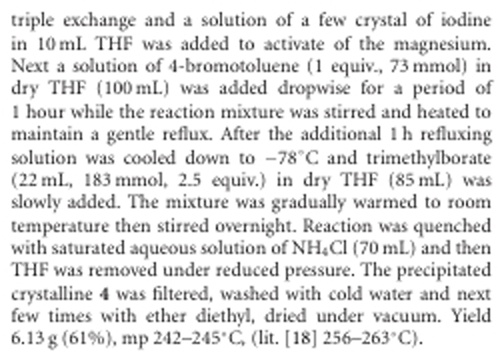 triple exchange and a solution of a few crystal of iodine
in 10 mL THF was added to activate of the magnesium.
Next a solution of 4-bromotoluene (1 equiv., 73 mmol) in
dry THF (100 mL) was added dropwise for a period of
1 hour while the reaction mixture was stirred and heated to
maintain a gentle reflux. After the additional 1 h refluxing
solution was cooled down to −78°C and trimethylborate
(22 mL, 183 mmol, 2.5 equiv.) in dry THF (85 mL) was
slowly added. The mixture was gradually warmed to room
temperature then stirred overnight. Reaction was quenched
with saturated aqueous solution of NH₄Cl (70 mL) and then
THF was removed under reduced pressure. The precipitated
crystalline 4 was filtered, washed with cold water and next
few times with ether diethyl, dried under vacuum. Yield
6.13 g (61%), mp 242–245°C, (lit. [18] 256–263°C).